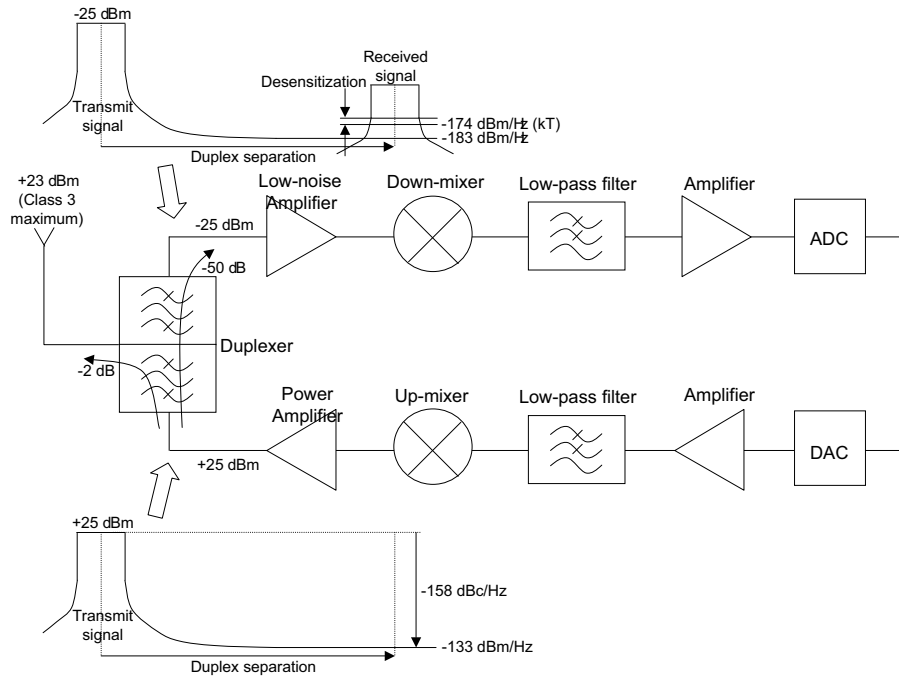 -25 dBm
Received
signal
Desensitization
Transmit
signal
-174 dBm/Hz (kT)
-183 dBm/Hz
Duplex separation
+23 dBm
(Class 3
maximum)
Low-noise
Amplifier
Down-mixer
Low-pass filter
Amplifier
-25 dBm
ADC
-50 dB
Duplexer
-2 dB
Power
Amplifier
Up-mixer
Low-pass filter
Amplifier
DAC
+25 dBm
+25 dBm
-158 dBc/Hz
Transmit
signal
-133 dBm/Hz
Duplex separation